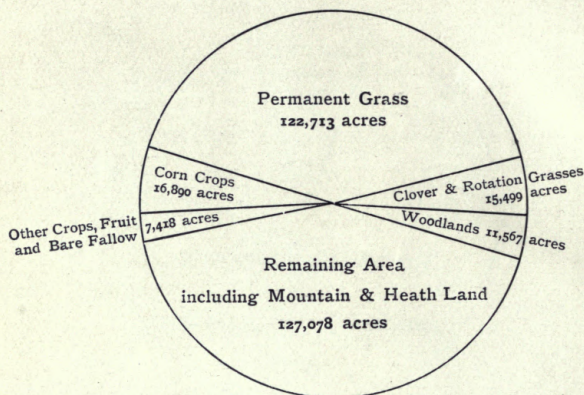 Permanent Grass
122,713 acres
Corn Crops
16,890 acres
Clover & Rotation Grasses
15,499 acres
Other Crops, Fruit
and Bare Fallow
7,418 acres
Woodlands 11,567 acres
Remaining Area
including Mountain & Heath Land
127,078 acres